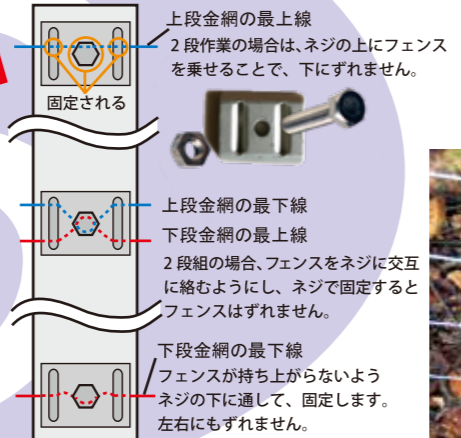 上段金網の最上線
2段作業の場合は、ネジの上にフェンス
を乗せることで、下にずれません。
固定される
上段金網の最下線
下段金網の最上線
2段組の場合、フェンスをネジに交互
に絡むようにし、ネジで固定すると
フェンスはずれません。
下段金網の最下線
フェンスが持ち上がらないよう
ネジの下に通して、固定します。
左右にもずれません。